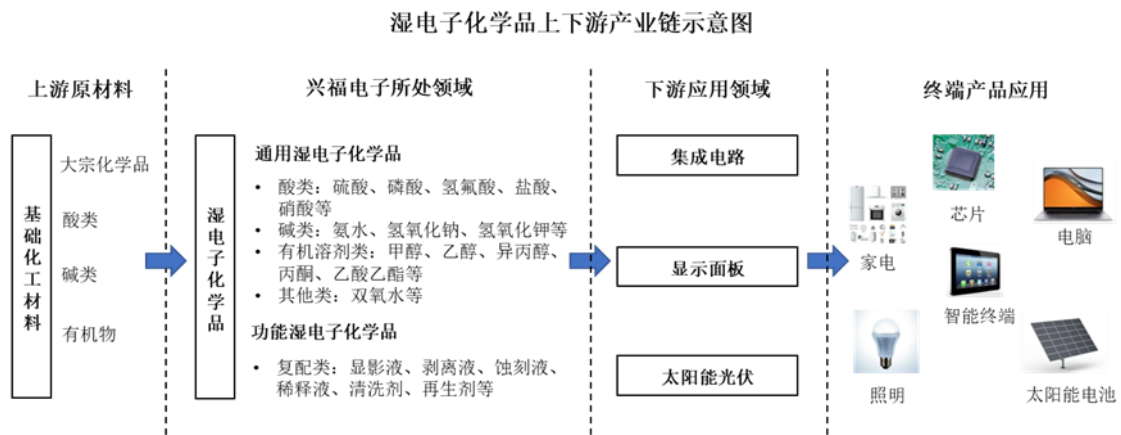 湿电子化学品上下游产业链示意图
上游原材料
兴福电子所处领域
下游应用领域
终端产品应用
基础化工材料
大宗化学品
酸类
碱类
有机物
湿电子化学品
通用湿电子化学品
• 酸类：硫酸、磷酸、氢氟酸、盐酸、
硝酸等
• 碱类：氨水、氢氧化钠、氢氧化钾等
• 有机溶剂类：甲醇、乙醇、异丙醇、
丙酮、乙酸乙酯等
• 其他类：双氧水等
功能湿电子化学品
• 复配类：显影液、剥离液、蚀刻液、
稀释液、清洗剂、再生剂等
集成电路
显示面板
太阳能光伏
芯片
电脑
家电
智能终端
照明
太阳能电池